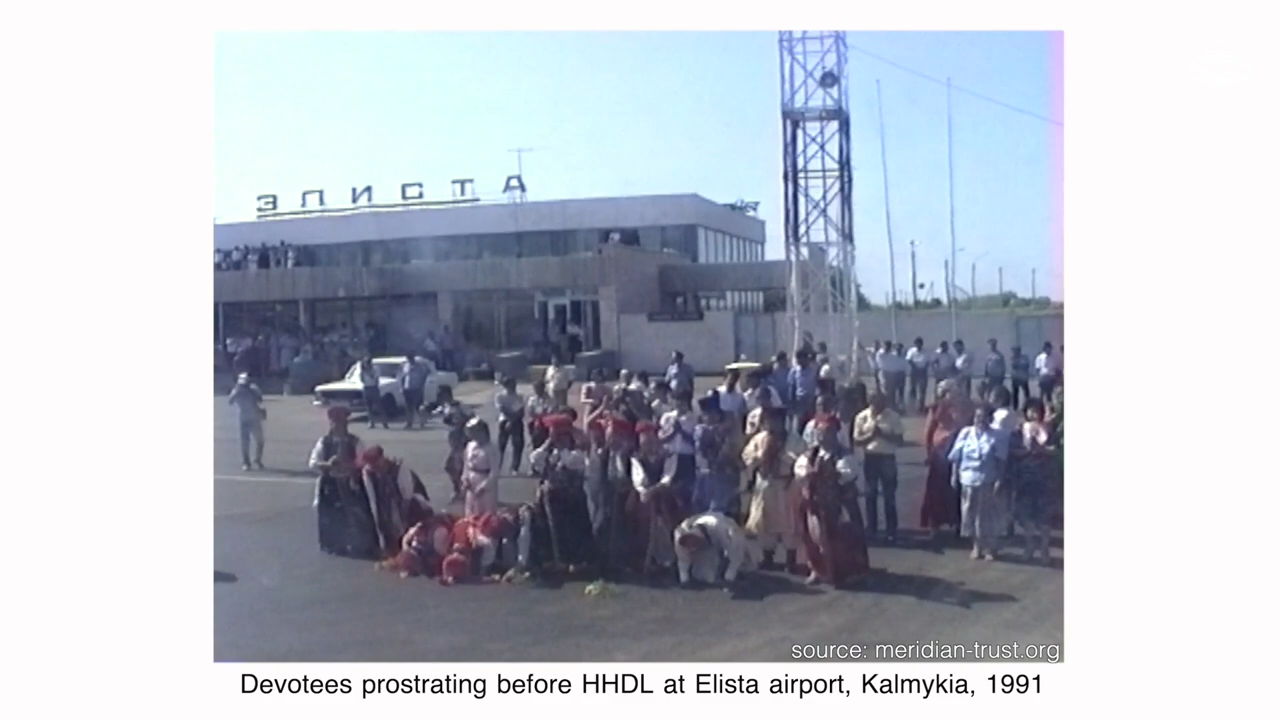 ЭЛИСТА
source: meridian-trust.org
Devotees prostrating before HHDL at Elista airport, Kalmykia, 1991